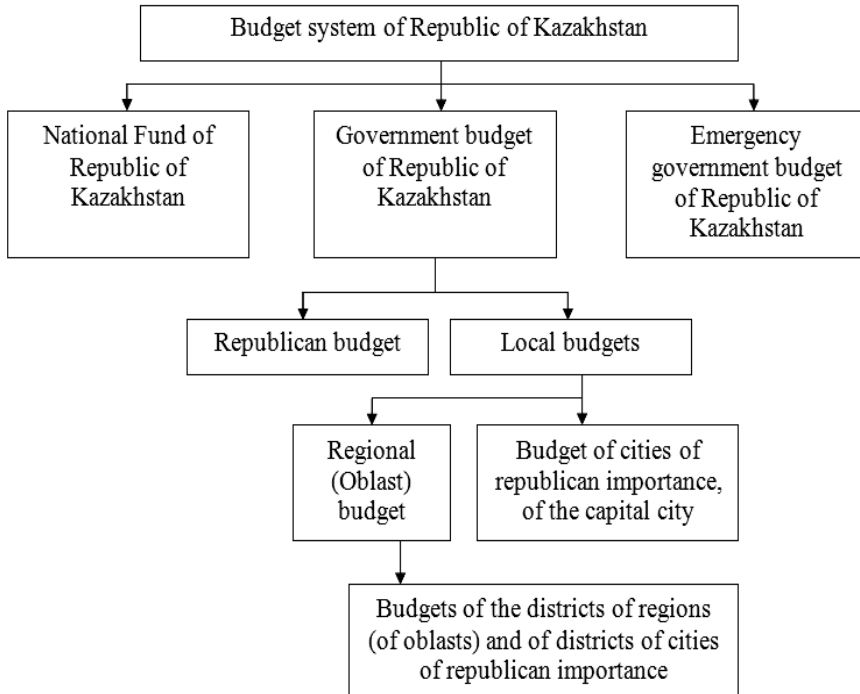 Budget system of Republic of Kazakhstan
National Fund of
Republic of
Kazakhstan
Government budget
of Republic of
Kazakhstan
Emergency
government budget
of Republic of
Kazakhstan
Republican budget
Local budgets
Regional
(Oblast)
budget
Budget of cities of
republican importance,
of the capital city
Budgets of the districts of regions
(of oblasts) and of districts of cities
of republican importance